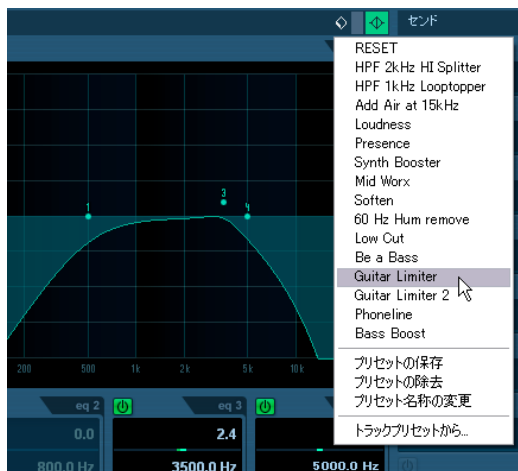 センド
RESET
HPF 2kHz HI Splitter
HPF 1kHz Looptopper
Add Air at 15kHz
Loudness
Presence
Synth Booster
Mid Worx
Soften
60 Hz Hum remove
Low Cut
Be a Bass
Guitar Limiter
Guitar Limiter 2
Phoneline
Bass Boost
プリセットの保存
プリセットの除去
プリセット名称の変更
トラックプリセットから...
1 3 4
200 500 1k 2k 5k 10k
eq 2 eq 3
0.0 2.4
800.0 Hz 3500.0 Hz 5000.0 Hz